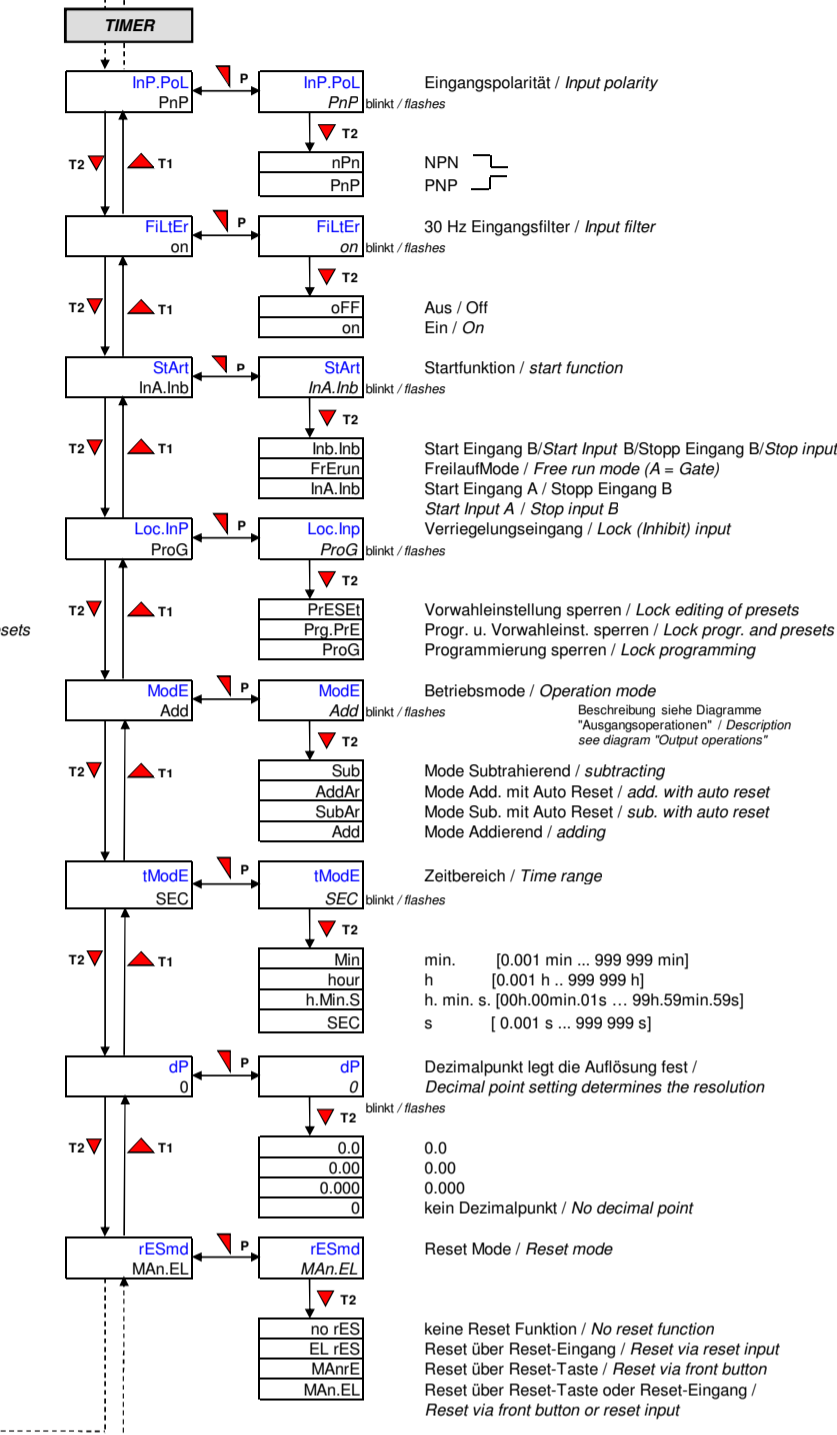 TIMER
InP.PoL
PnP
P
InP.PoL
PnP
blinkt / flashes
Eingangspolarität / Input polarity
T2
T2
T1
nPn
PnP
NPN
PNP
FiLtEr
on
P
FiLtEr
on
blinkt / flashes
30 Hz Eingangsfilter / Input filter
T2
T2
T1
oFF
on
Aus / Off
Ein / On
StArt
InA.Inb
P
StArt
InA.Inb
blinkt / flashes
Startfunktion / start function
T2
T2
T1
Inb.Inb
FrErun
InA.Inb
Start Eingang B/Start Input B/Stopp Eingang B/Stop input
FreilaufMode / Free run mode (A = Gate)
Start Eingang A / Stopp Eingang B
Start Input A / Stop input B
Loc.InP
ProG
P
Loc.Inp
ProG
blinkt / flashes
Verriegelungseingang / Lock (Inhibit) input
T2
T2
T1
sets
PrESEt
Prg.PrE
ProG
Vorwahleinstellung sperren / Lock editing of presets
Progr. u. Vorwahleinst. sperren / Lock progr. and presets
Programmierung sperren / Lock programming
ModE
Add
P
ModE
Add
blinkt / flashes
Betriebsmode / Operation mode
Beschreibung siehe Diagramme
"Ausgangsoperationen" / Description
see diagram "Output operations"
T2
T2
T1
Sub
AddAr
SubAr
Add
Mode Subtrahierend / subtracting
Mode Add. mit Auto Reset / add. with auto reset
Mode Sub. mit Auto Reset / sub. with auto reset
Mode Addierend / adding
tModE
SEC
P
tModE
SEC
blinkt / flashes
Zeitbereich / Time range
T2
T2
T1
Min
hour
h.Min.S
SEC
min. [0.001 min ... 999 999 min]
h [0.001 h .. 999 999 h]
h. min. s. [00h.00min.01s … 99h.59min.59s]
s [ 0.001 s ... 999 999 s]
dP
0
P
dP
0
blinkt / flashes
Dezimalpunkt legt die Auflösung fest /
Decimal point setting determines the resolution
T2
T2
T1
0.0
0.00
0.000
0
0.0
0.00
0.000
kein Dezimalpunkt / No decimal point
rESmd
MAn.EL
P
rESmd
MAn.EL
Reset Mode / Reset mode
T2
no rES
EL rES
MAnrE
MAn.EL
keine Reset Funktion / No reset function
Reset über Reset-Eingang / Reset via reset input
Reset über Reset-Taste / Reset via front button
Reset über Reset-Taste oder Reset-Eingang /
Reset via front button or reset input